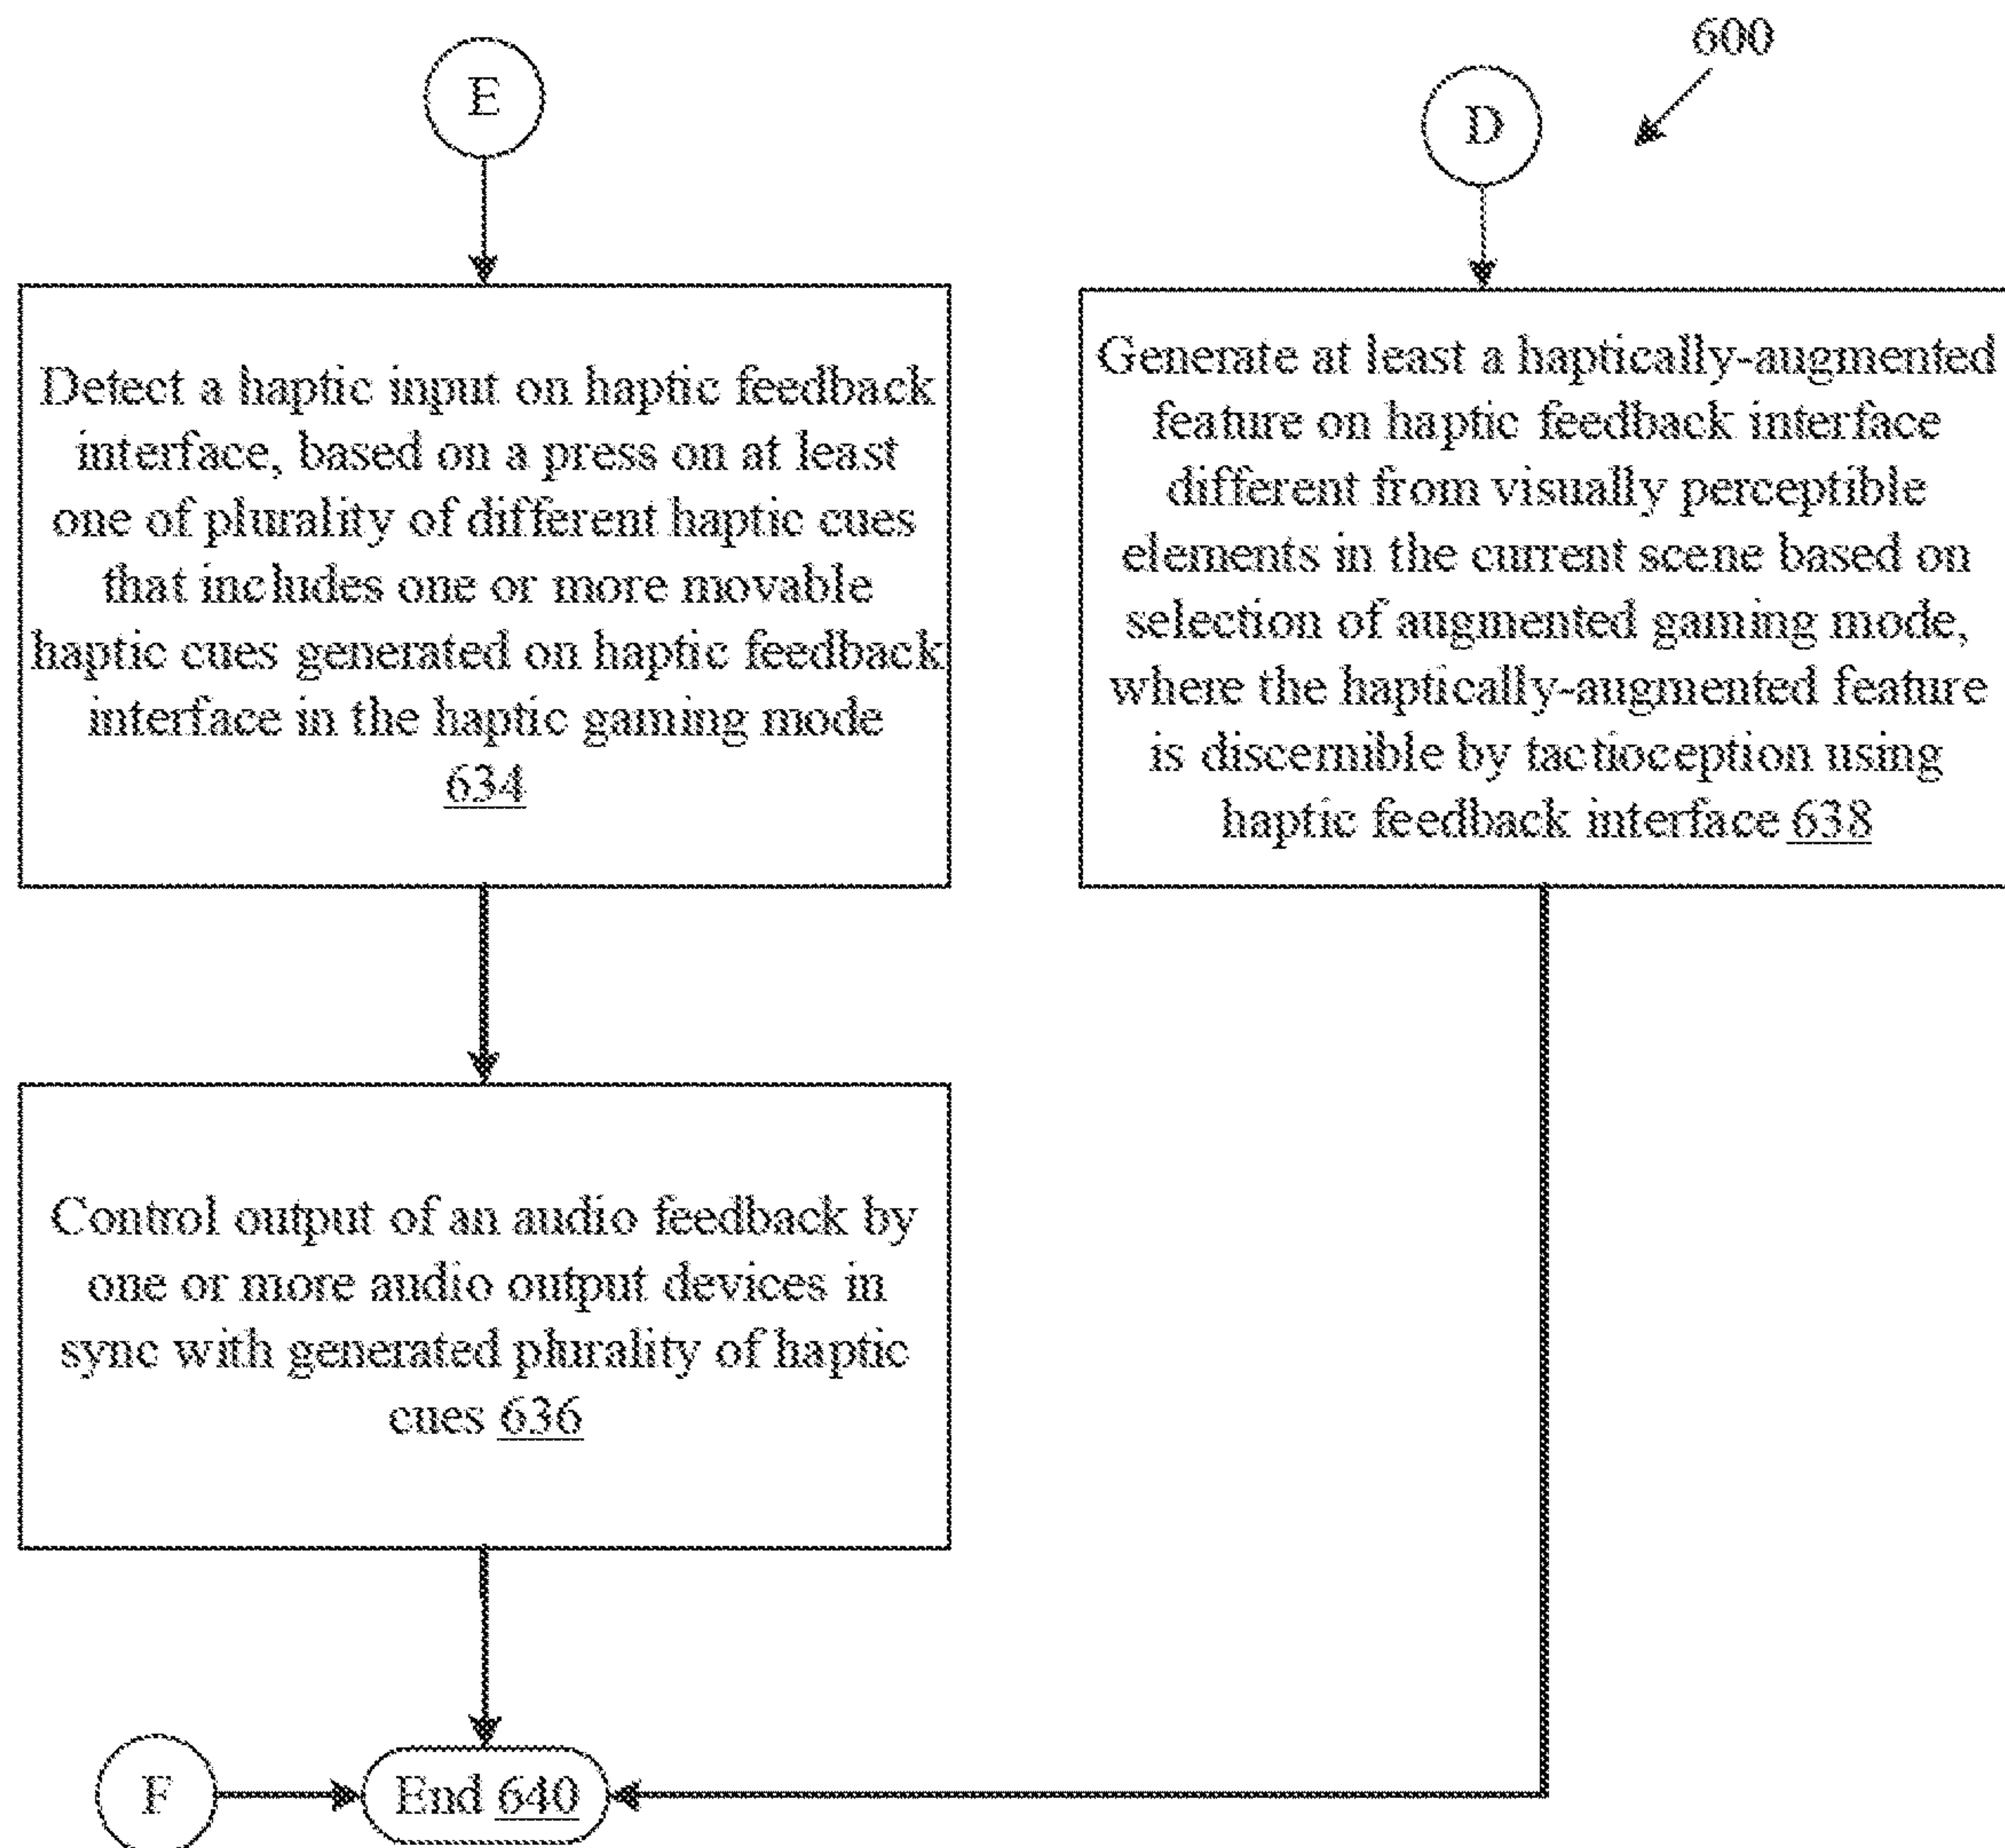 600
E
D
Detect a haptic input on haptic feedback
interface, based on a press on at least
one of plurality of different haptic cues
that includes one or more movable
haptic cues generated on haptic feedback
interface in the haptic gaming mode
634
Generate at least a haptically-augmented
feature on haptic feedback interface
different from visually perceptible
elements in the current scene based on
selection of augmented gaming mode,
where the haptically-augmented feature
is discernible by tactioception using
haptic feedback interface 638
Control output of an audio feedback by
one or more audio output devices in
sync with generated plurality of haptic
cues 636
F
End 640